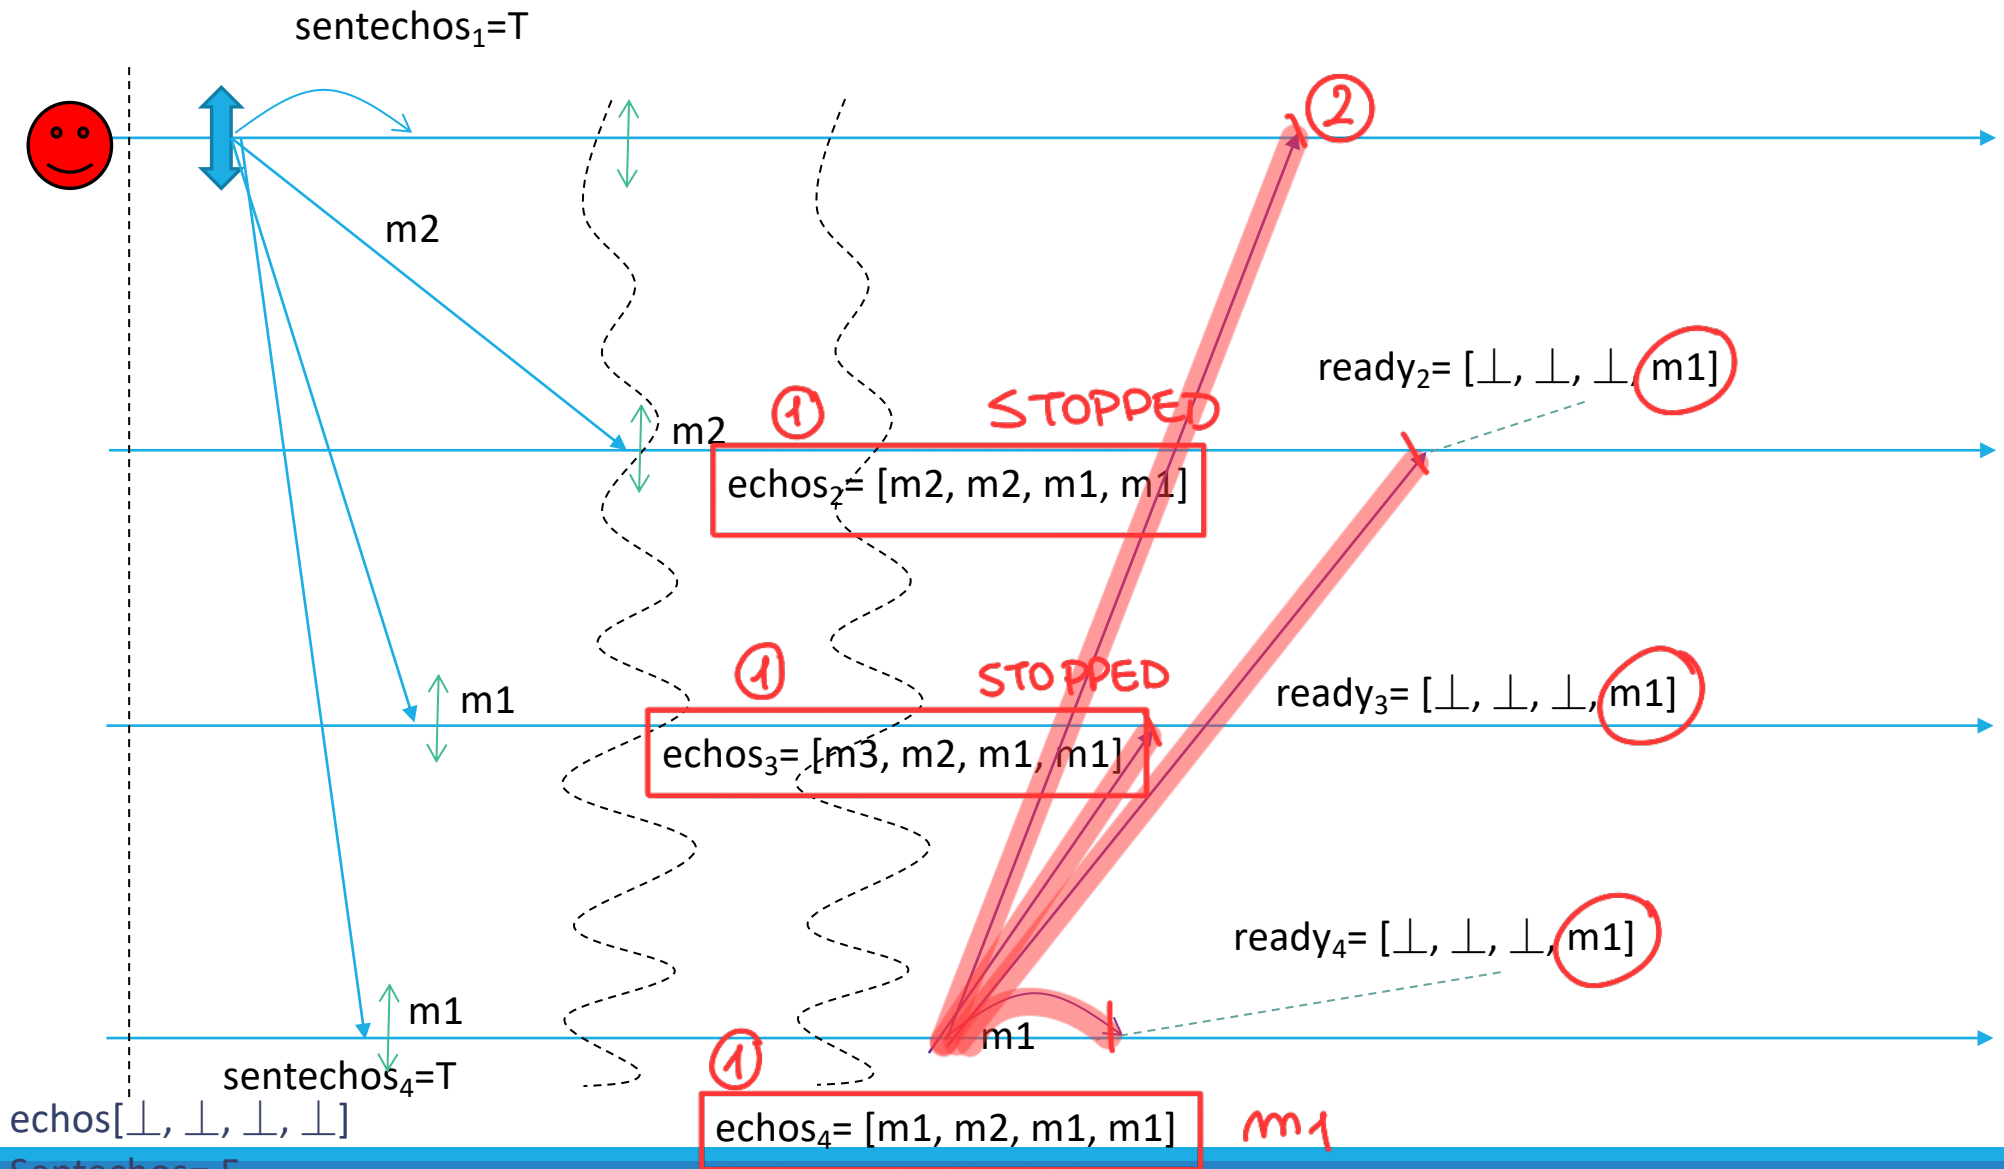 sentechos₁=T
②
m2
ready₂= [⊥, ⊥, ⊥, m1]
① STOPPED
m2
echos₂= [m2, m2, m1, m1]
① STOPPED
m1
ready₃= [⊥, ⊥, ⊥, m1]
echos₃= [m3, m2, m1, m1]
ready₄= [⊥, ⊥, ⊥, m1]
m1
m1
①
sentechos₄=T
echos[⊥, ⊥, ⊥, ⊥]
echos₄= [m1, m2, m1, m1] m1
Sentechos= F